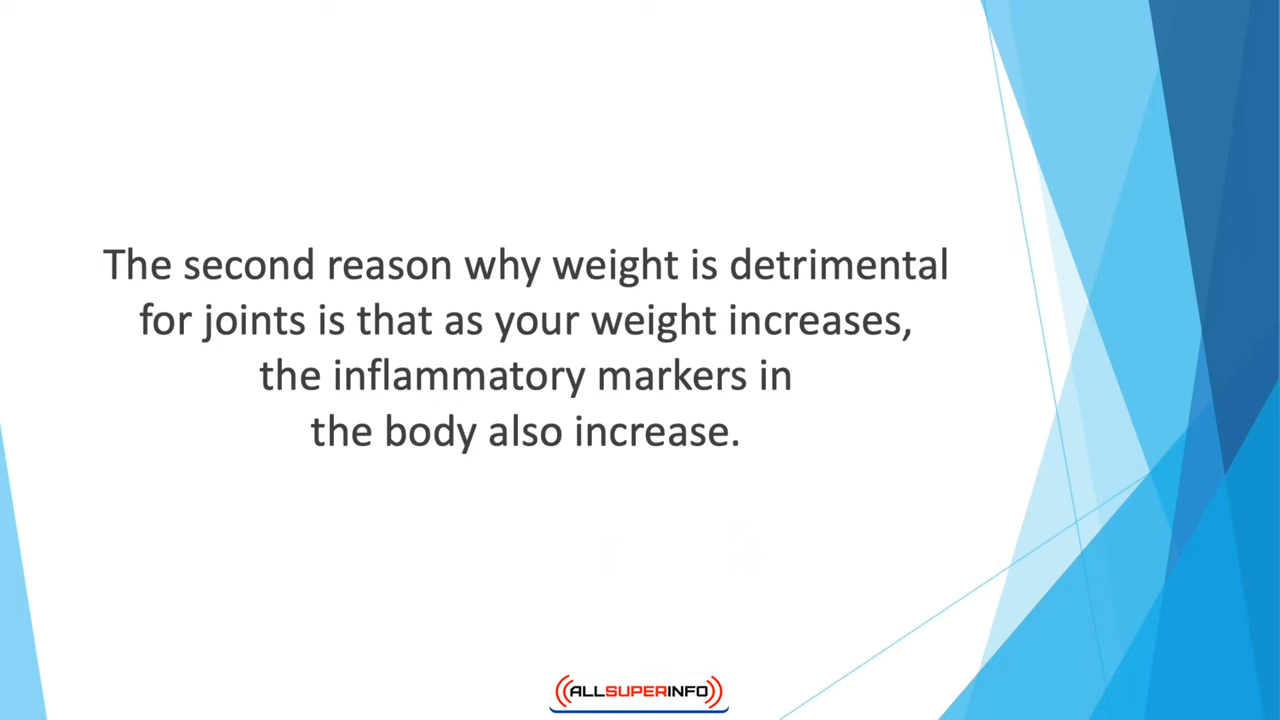 The second reason why weight is detrimental
for joints is that as your weight increases,
the inflammatory markers in
the body also increase.
ALLSUPERINFO